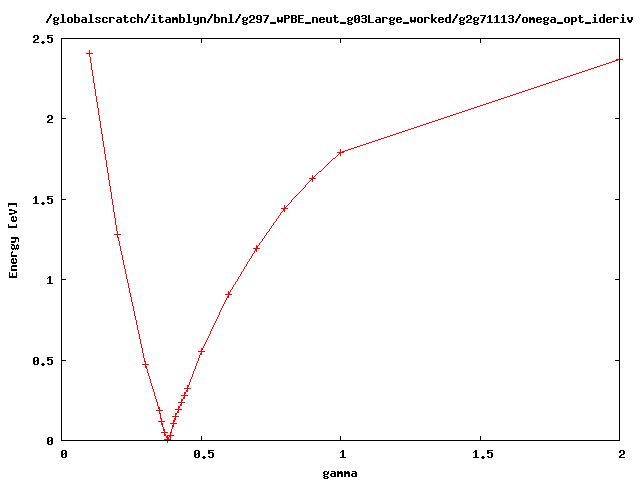 /globalscratch/itamblyn/bnl/g297_wPBE_neut_g03Large_worked/g2g71113/omega_opt_ideriv
2.5
2
1.5
1
0.5
0
Energy [eV]
0 0.5 1 1.5 2
gamma